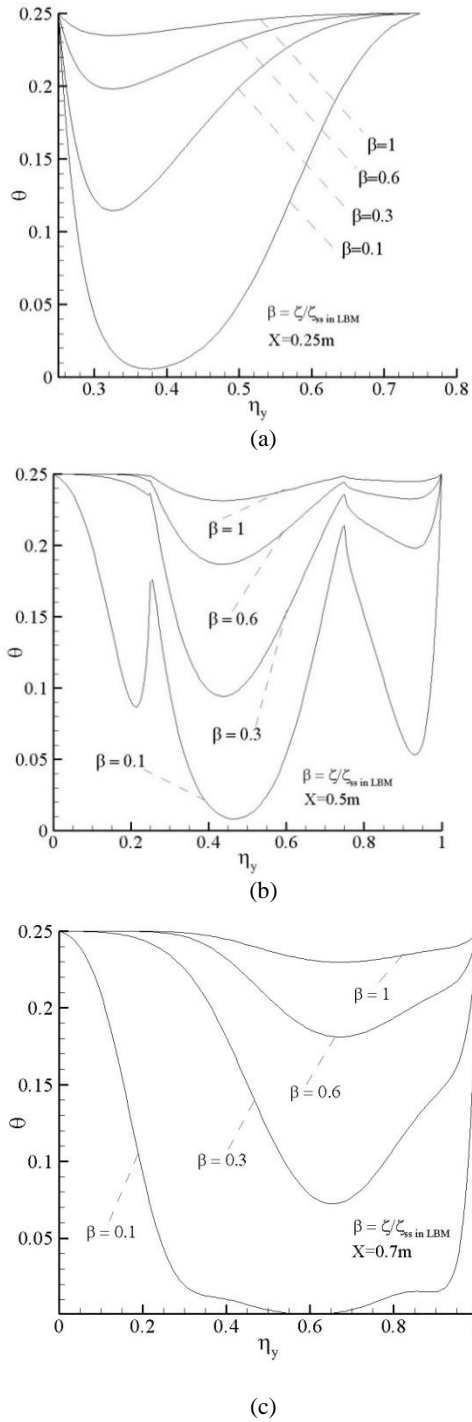 0.25
0.2
0.15
0.1
0.05
0
θ
β=1
β=0.6
β=0.3
β=0.1
β = ζ/ζss in LBM
X=0.25m
0.3 0.4 0.5 0.6 0.7 0.8
ηy
(a)
0.25
0.2
0.15
0.1
0.05
0
θ
β = 1
β = 0.6
β = 0.3
β = 0.1
β = ζ/ζss in LBM
X=0.5m
0 0.2 0.4 0.6 0.8 1
ηy
(b)
0.25
0.2
0.15
0.1
0.05
θ
β = 1
β = 0.6
β = 0.3
β = 0.1
β = ζ/ζss in LBM
X=0.7m
0 0.2 0.4 0.6 0.8
ηy
(c)